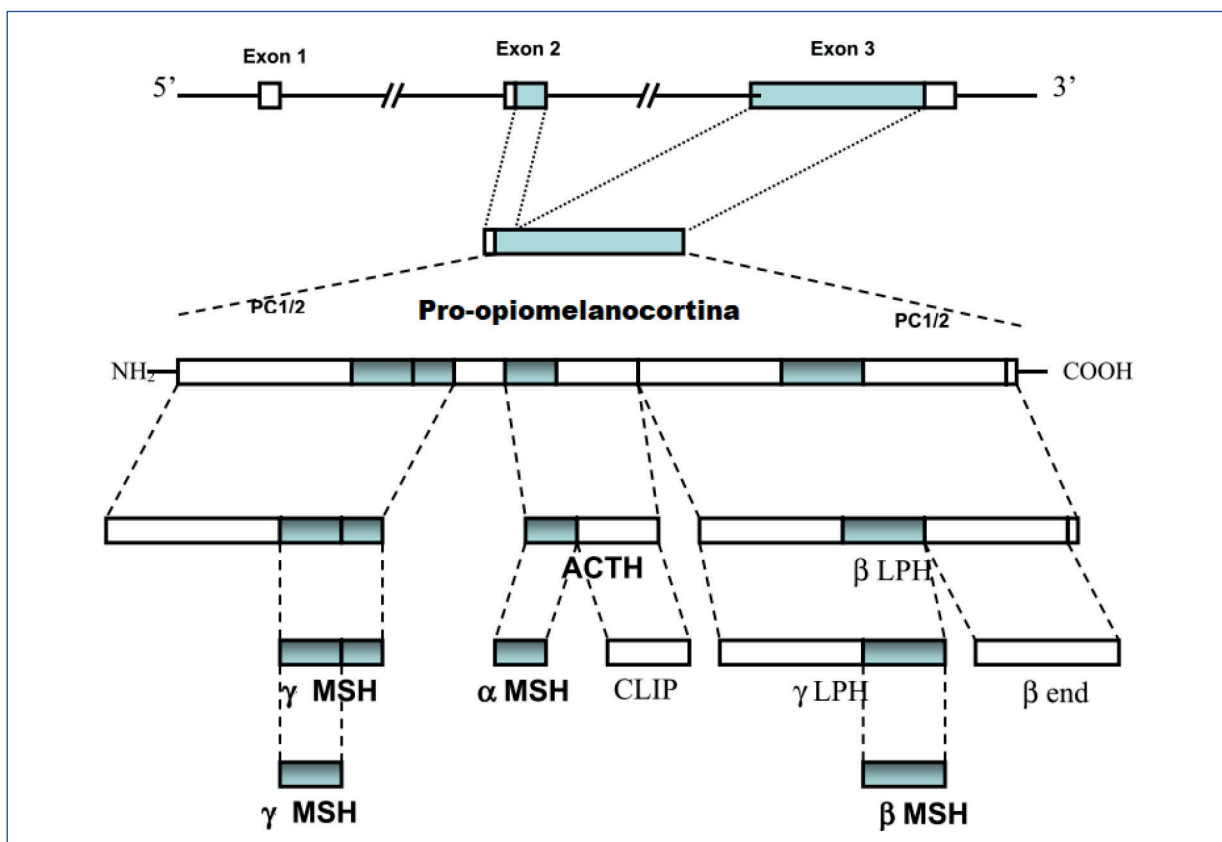 Exon 1
Exon 2
Exon 3
5’
3’
PC1/2
Pro-opiomelanocortina
PC1/2
NH₂
COOH
ACTH
β LPH
γ MSH
α MSH
CLIP
γ LPH
β end
γ MSH
β MSH